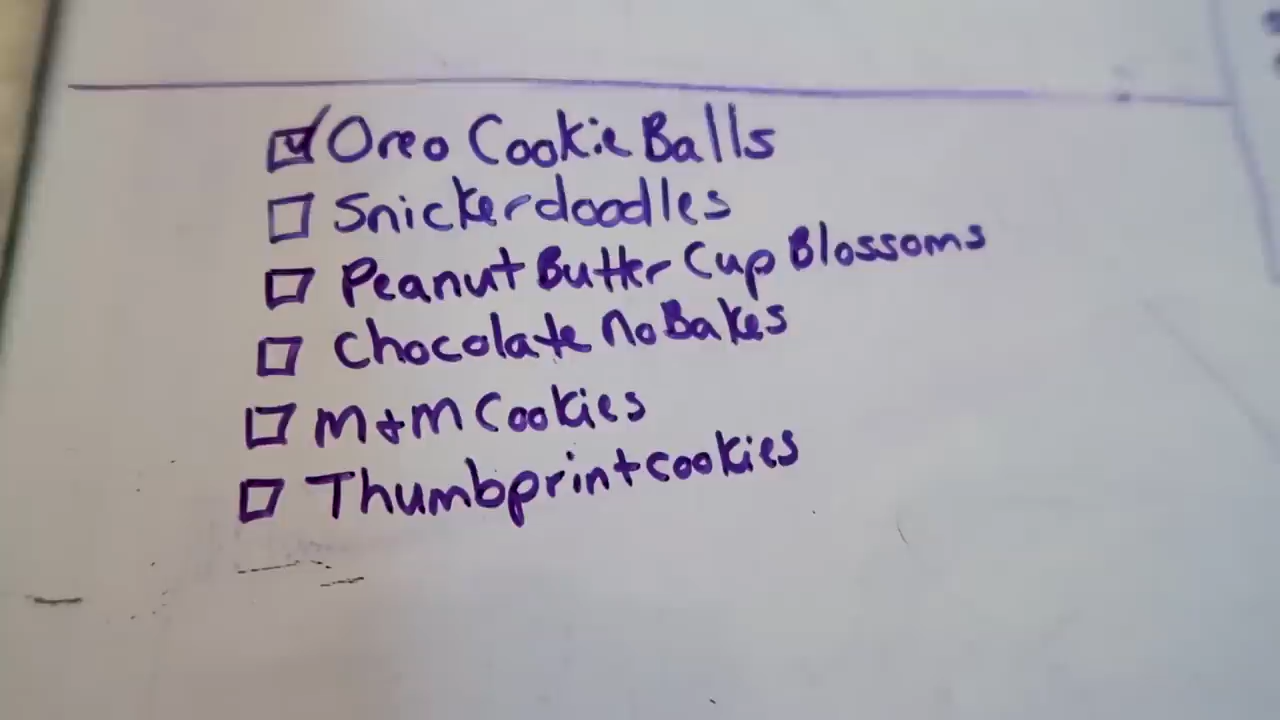 ☑ Oreo Cookie Balls
☐ Snickerdoodles
☐ Peanut Butter Cup Blossoms
☐ Chocolate No Bakes
☐ M+M Cookies
☐ Thumbprint cookies